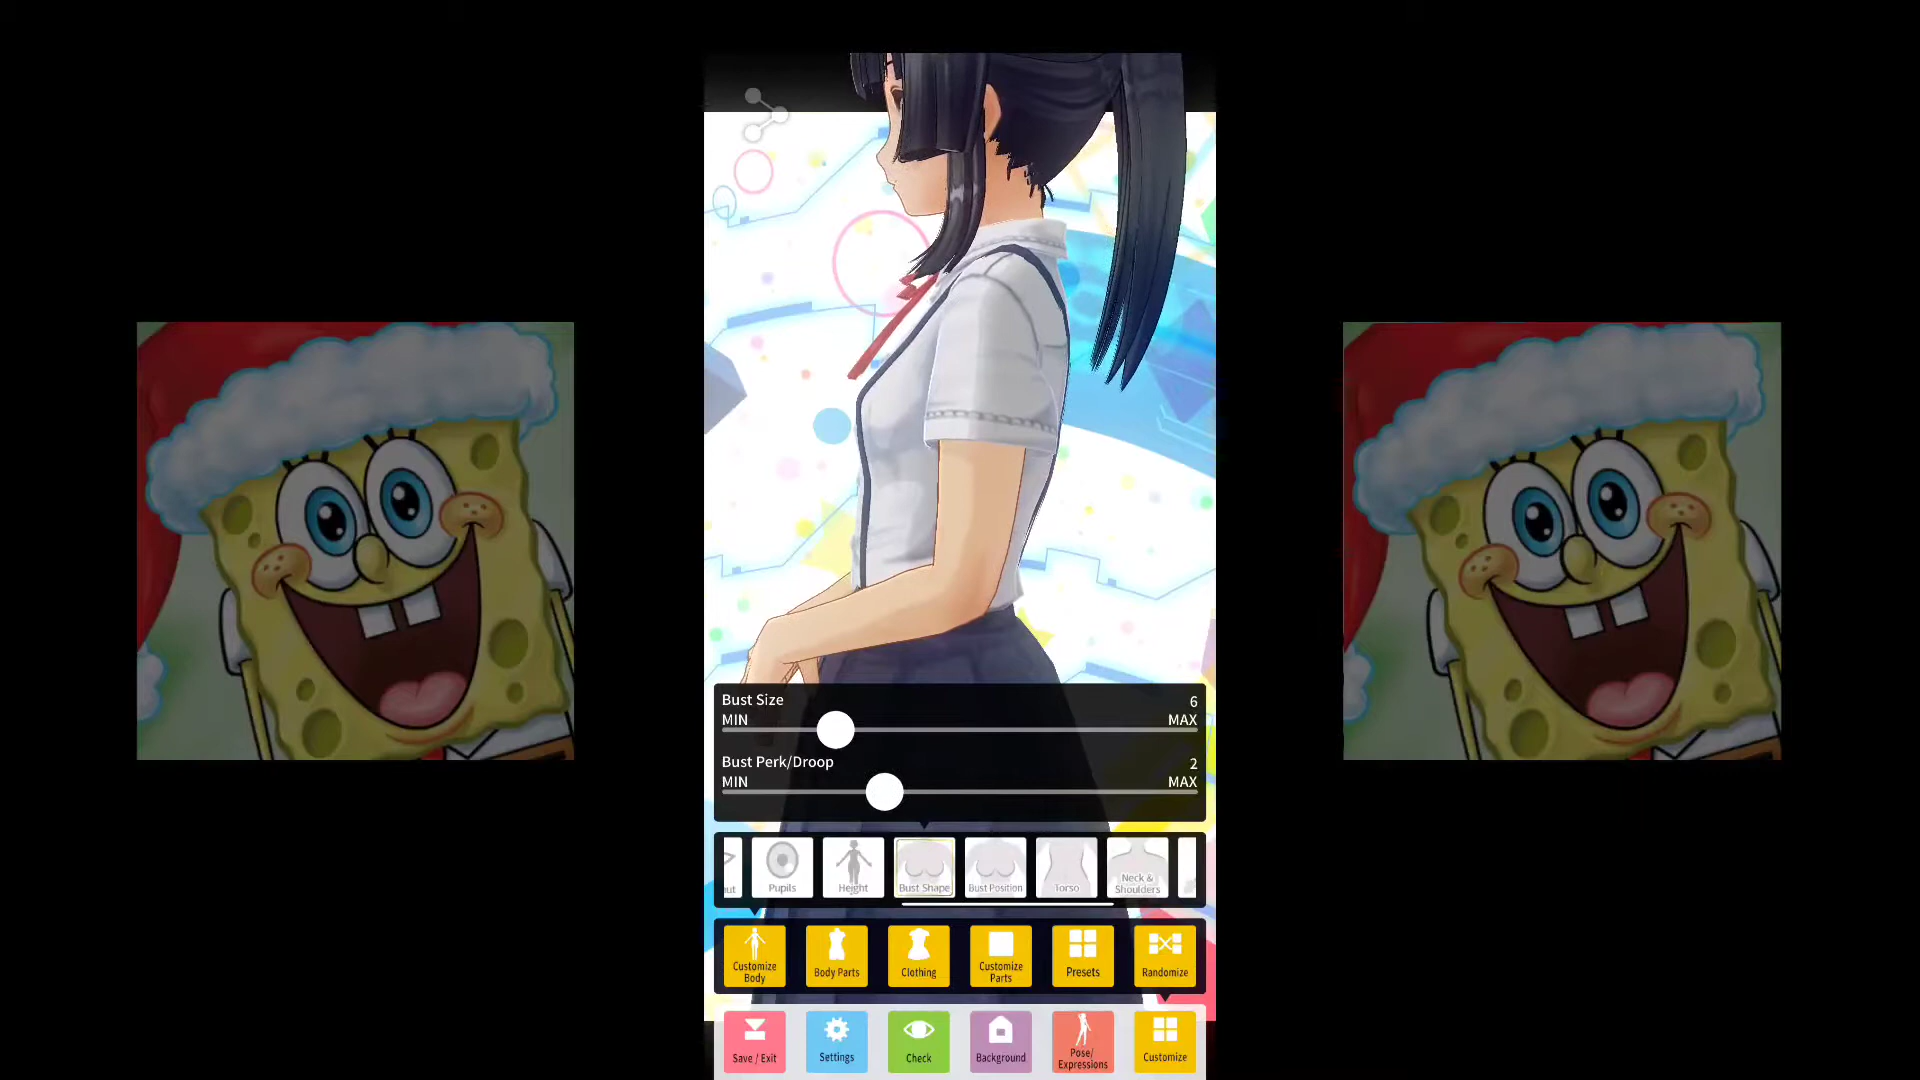 Bust Size
6
MIN
MAX
Bust Perk/Droop
2
MIN
MAX
ut
Pupils
Height
Bust Shape
Bust Position
Torso
Neck &
Shoulders
Customize
Body
Body Parts
Clothing
Customize
Parts
Presets
Randomize
Save / Exit
Settings
Check
Background
Pose/
Expressions
Customize